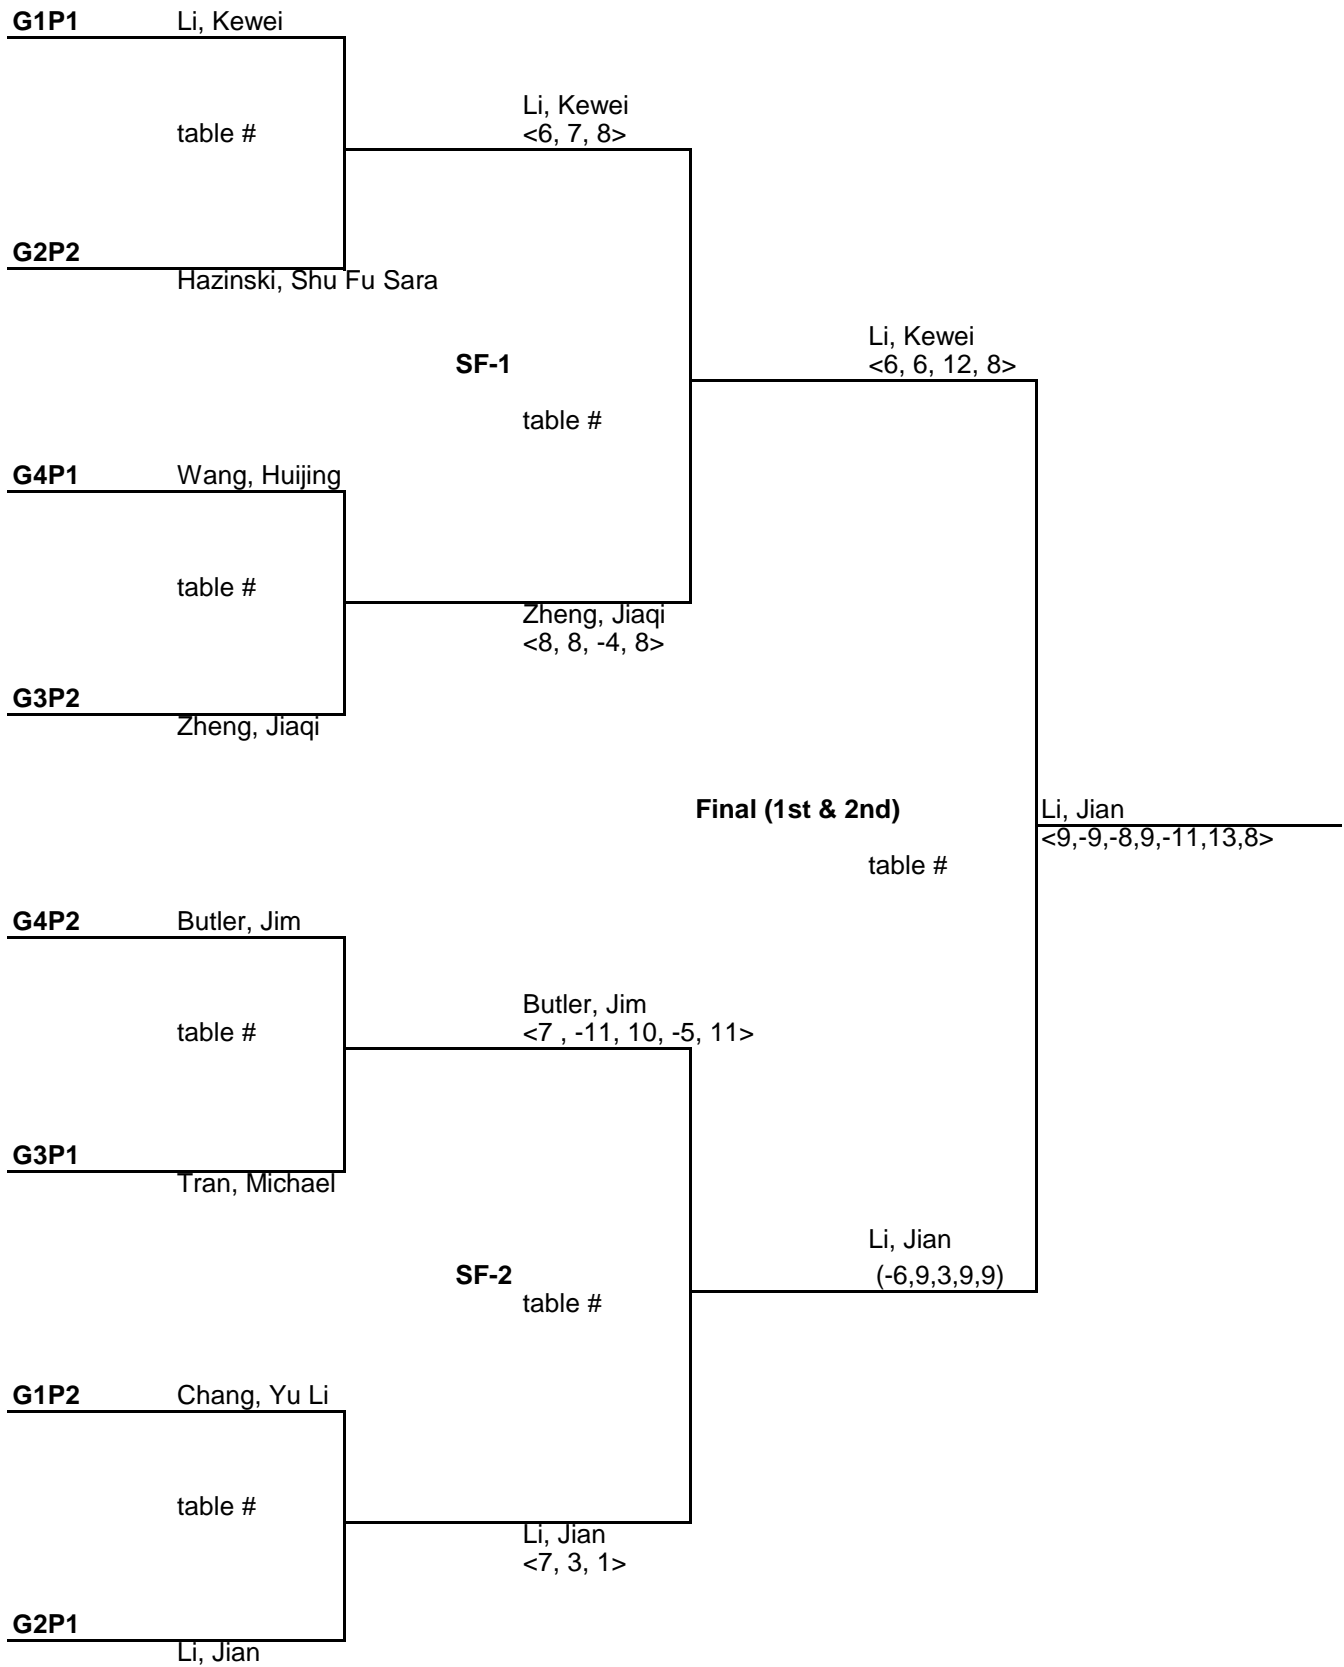 G1P1 Li, Kewei
Li, Kewei
table # <6, 7, 8>
G2P2
Hazinski, Shu Fu Sara
Li, Kewei
SF-1 <6, 6, 12, 8>
table #
G4P1 Wang, Huijing
table #
Zheng, Jiaqi
<8, 8, -4, 8>
G3P2
Zheng, Jiaqi
Final (1st & 2nd) Li, Jian
<9,-9,-8,9,-11,13,8>
table #
G4P2 Butler, Jim
Butler, Jim
table # <7 , -11, 10, -5, 11>
G3P1
Tran, Michael
Li, Jian
SF-2 (-6,9,3,9,9)
table #
G1P2 Chang, Yu Li
table #
Li, Jian
<7, 3, 1>
G2P1
Li, Jian